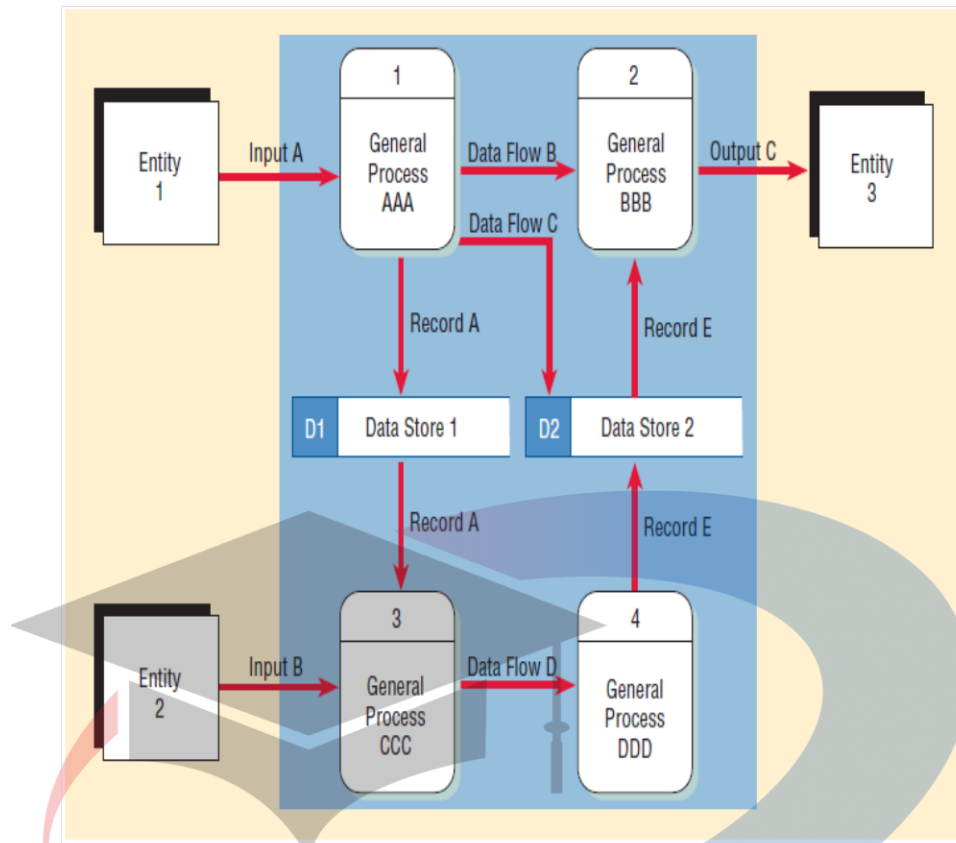 1
General
Process
AAA
2
General
Process
BBB
Entity
1
Input A
Data Flow B
Output C
Entity
3
Data Flow C
Record A
Record E
D1
Data Store 1
D2
Data Store 2
Record A
Record E
3
General
Process
CCC
4
General
Process
DDD
Entity
2
Input B
Data Flow D